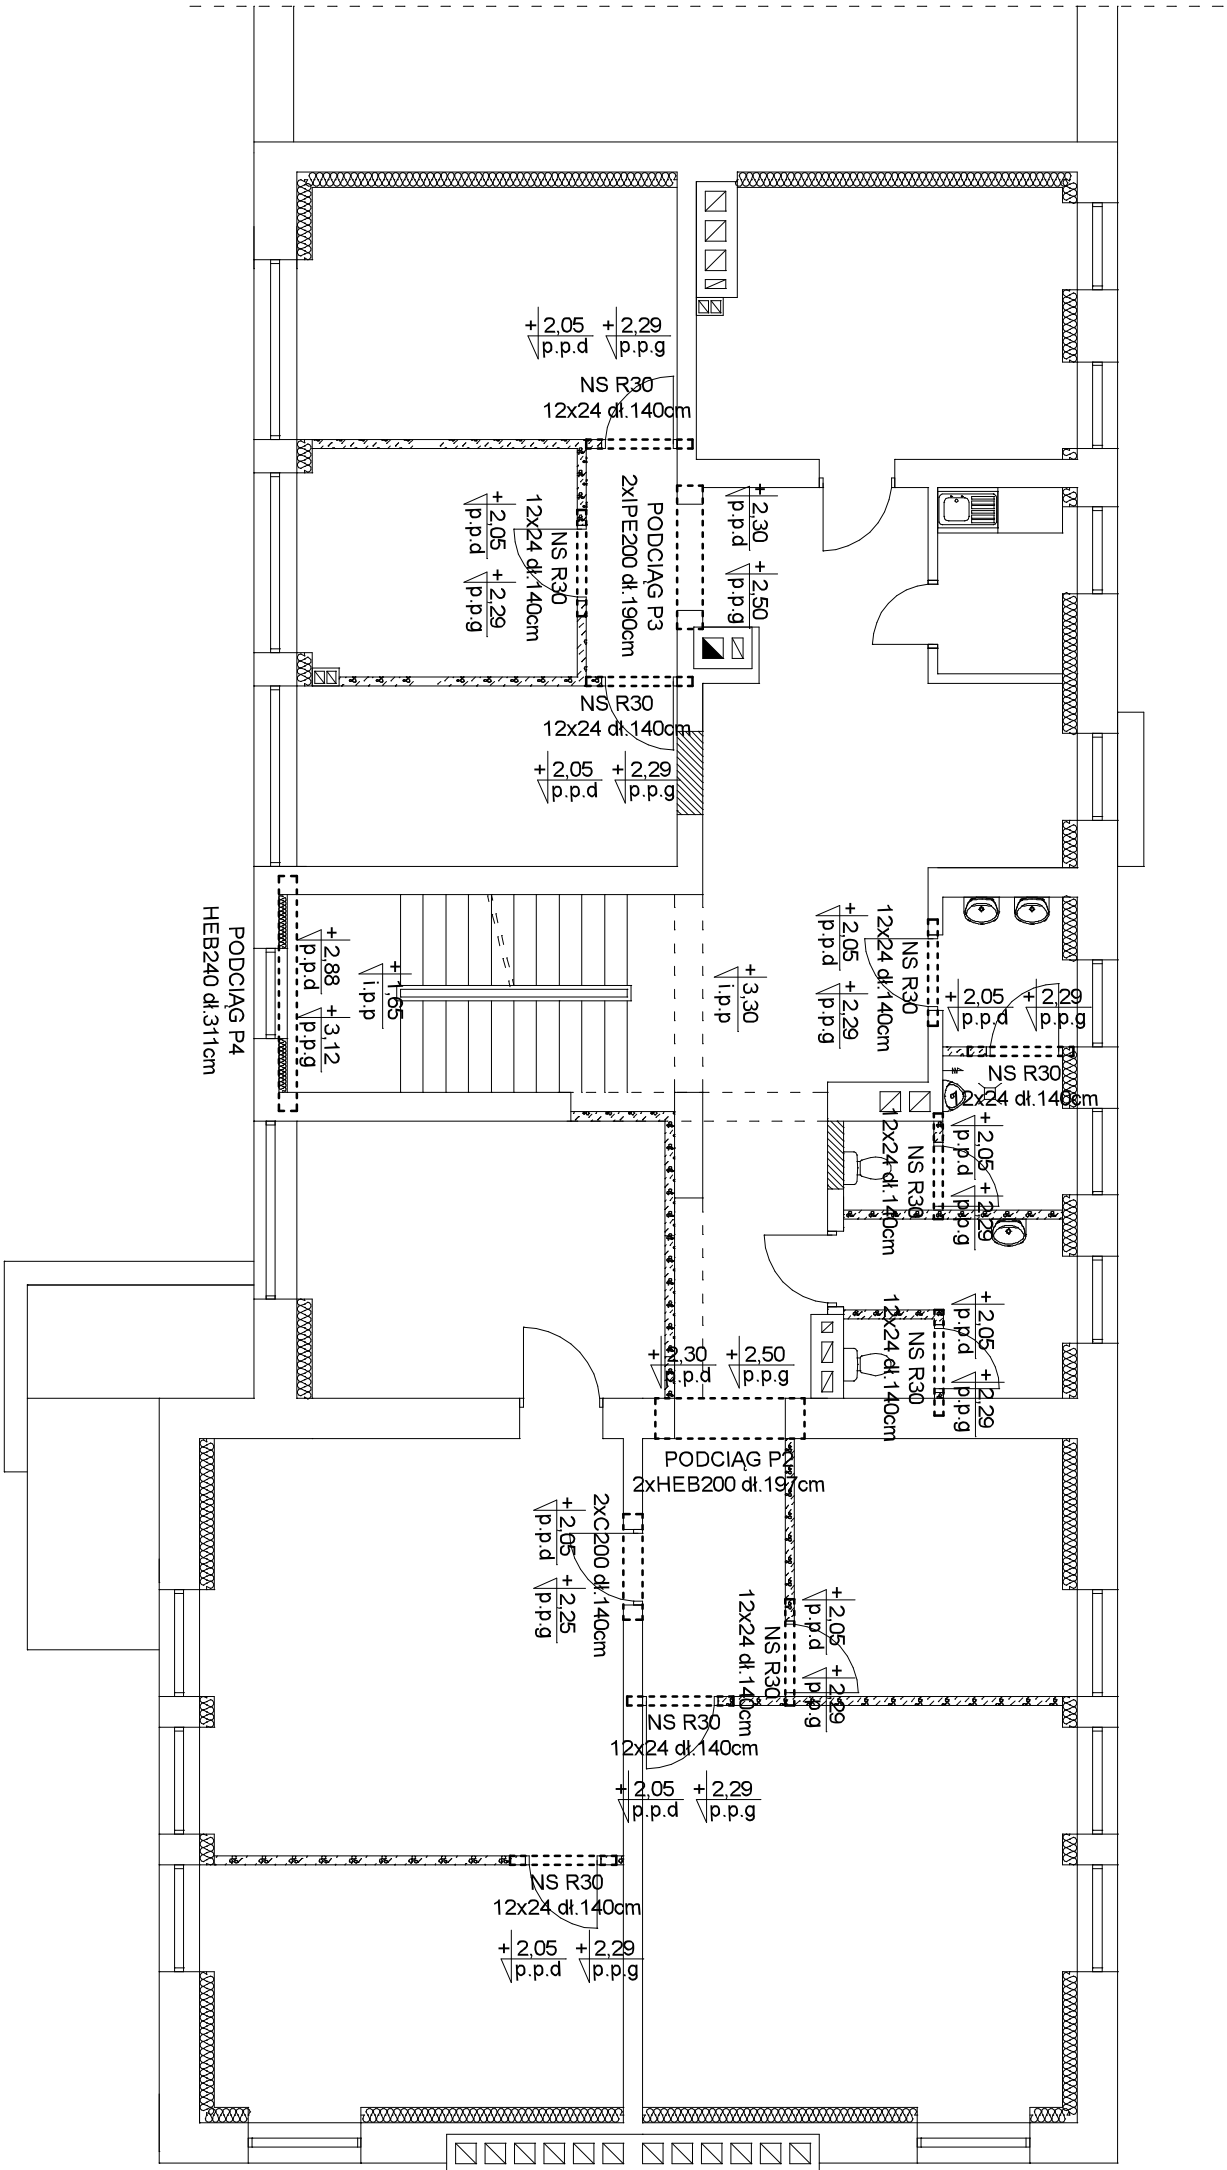 +2,05 +2,29
p.p.d p.p.g
NS R30
12x24 dł.140cm
+2,05 +2,29
p.p.d p.p.g
12x24 dł.140cm
NS R30
PODCIĄG P3
2xIPE200 dł.190cm
+2,30 +2,50
p.p.d p.p.g
NS R30
12x24 dł.140cm
+2,05 +2,29
p.p.d p.p.g
PODCIĄG P4
HEB240 dł.311cm
+2,88 +3,12
p.p.d p.p.g
+1,65
i.p.p
+3,30
i.p.p
+2,05 +2,29
p.p.d p.p.g
12x24 dł.140cm
NS R30
+2,05 +2,29
p.p.d p.p.g
NS R30
12x24 dł.140cm
12x24 dł.140cm
NS R30
+2,05 +2,29
p.p.d p.p.g
12x24 dł.140cm
NS R30
+2,05 +2,29
p.p.d p.p.g
+2,30 +2,50
p.p.d p.p.g
PODCIĄG P2
2xHEB200 dł.197cm
+2,05 +2,25
p.p.d p.p.g
2xC200 dł.140cm
12x24 dł.140cm
NS R30
+2,05 +2,29
p.p.d p.p.g
NS R30
12x24 dł.140cm
+2,05 +2,29
p.p.d p.p.g
NS R30
12x24 dł.140cm
+2,05 +2,29
p.p.d p.p.g